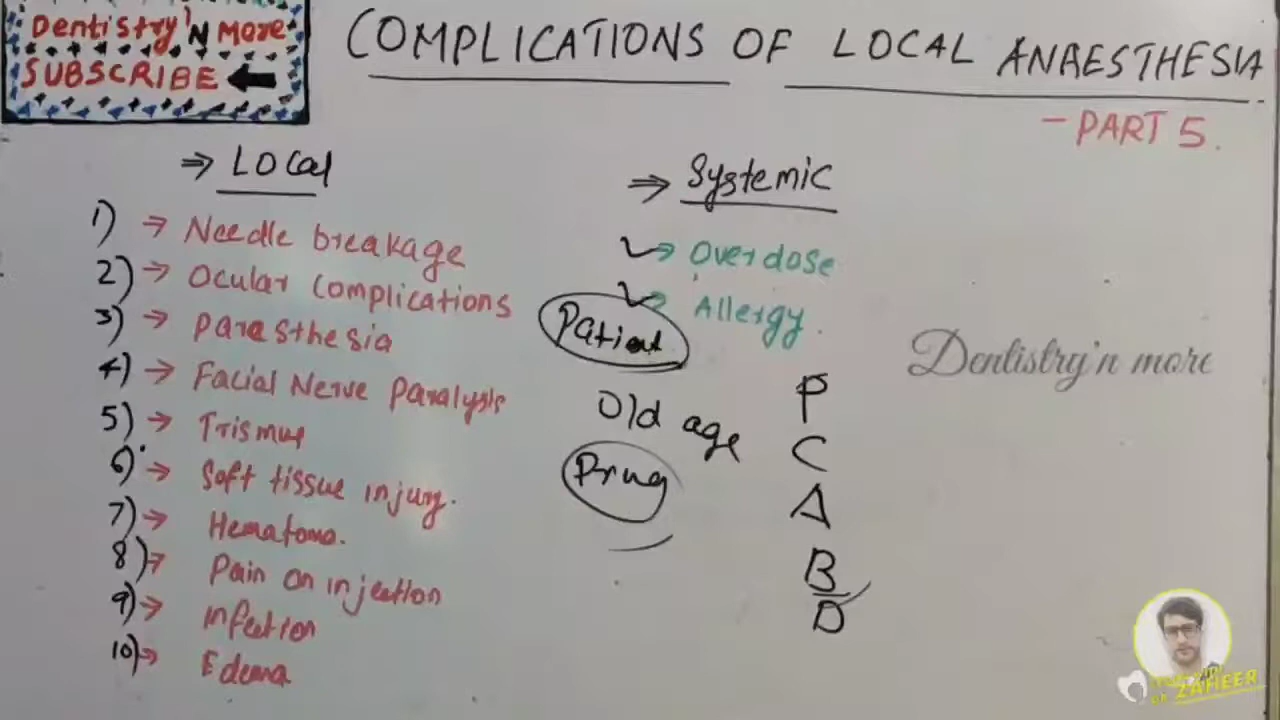 Dentistry'N More
SUBSCRIBE
COMPLICATIONS OF LOCAL ANAESTHESIA
- PART 5.
⇒ Local
1) → Needle breakage
2) → Ocular complications
3) → Paresthesia
4) → Facial Nerve Paralysis
5) → Trismus
6) → Soft tissue injury.
7) → Hematoma.
8) → Pain on injection
9) → Infection
10) → Edema
⇒ Systemic
→ Overdose
→ Allergy.
Patient
Old age
Drug
P
C
A
B
D
Dentistry'n more
ZAHEER